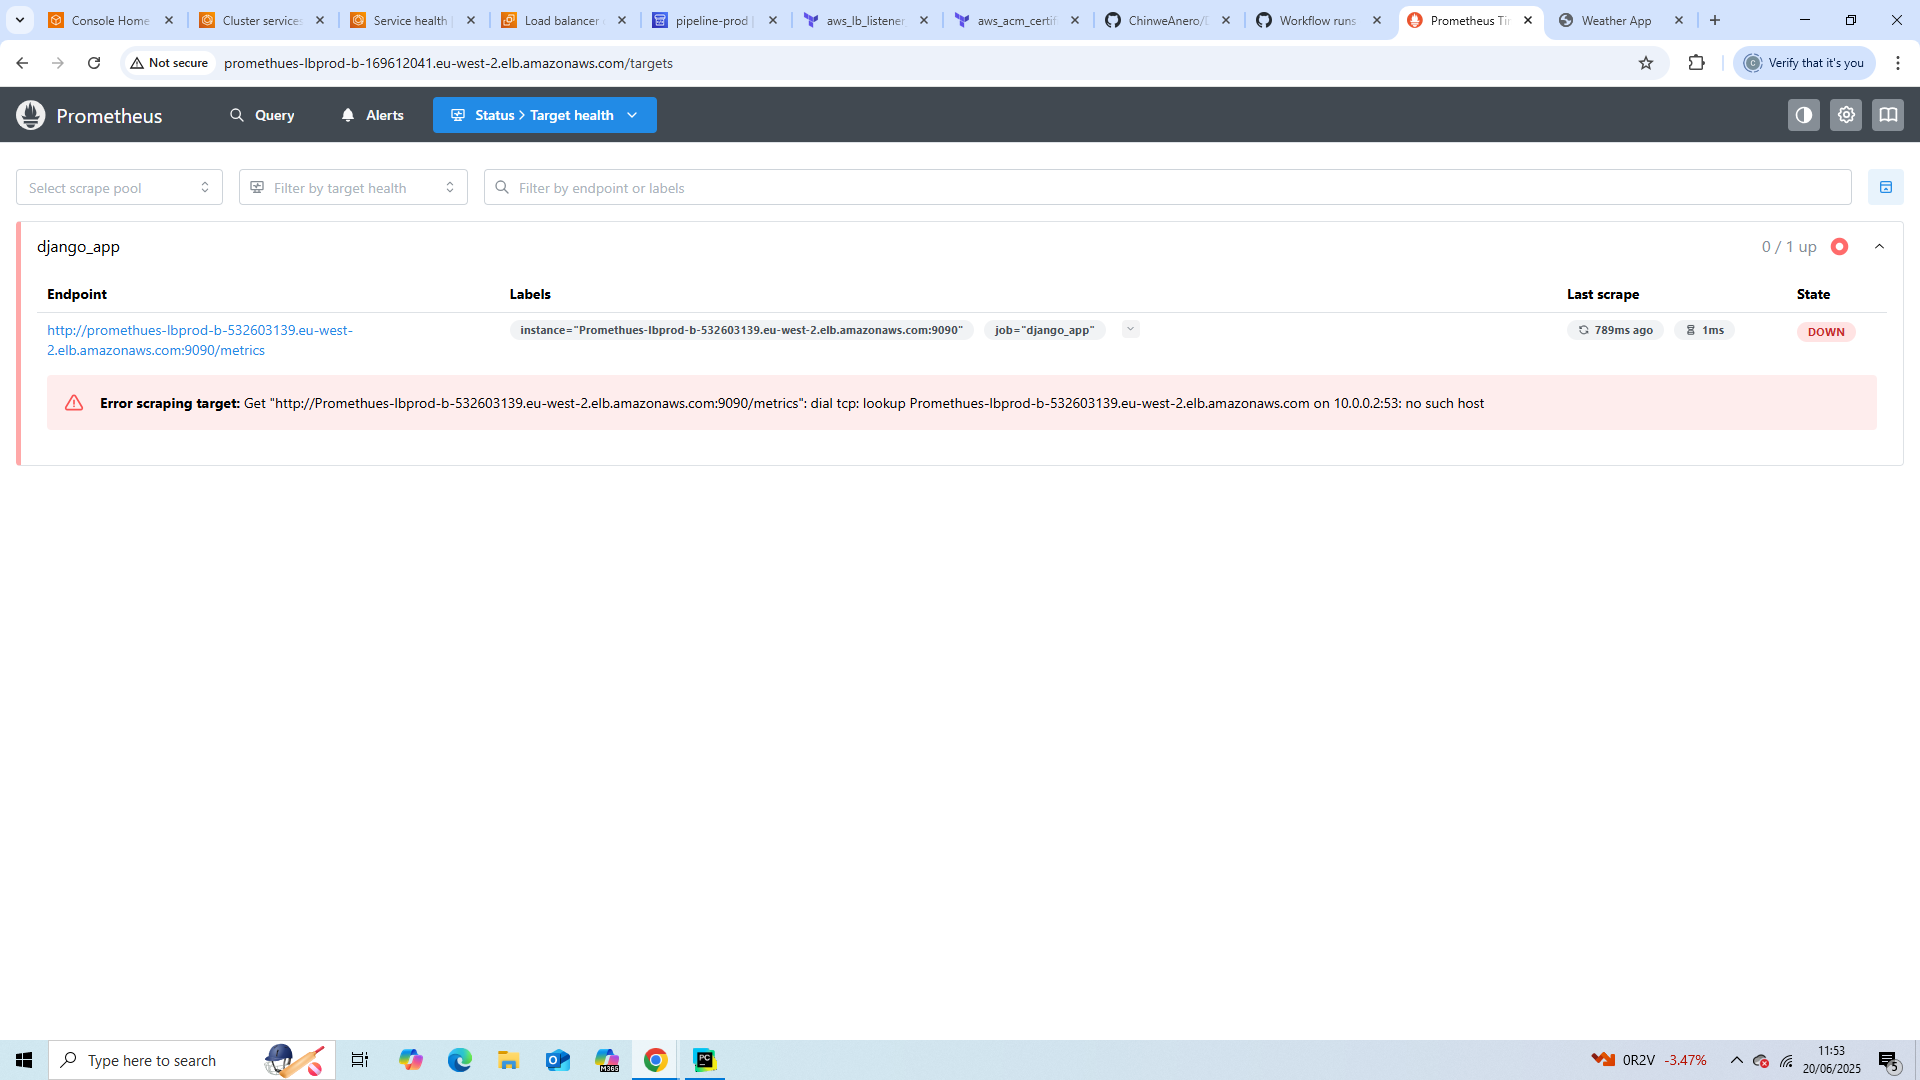 Console Home
Cluster services
Service health
Load balancer
pipeline-prod
aws_lb_listener
aws_acm_certif
ChinweAnero/
Workflow runs
Prometheus Ti
Weather App
Not secure
promethues-lbprod-b-169612041.eu-west-2.elb.amazonaws.com/targets
Verify that it's you
Prometheus
Query
Alerts
Status > Target health
Select scrape pool
Filter by target health
Filter by endpoint or labels
django_app
0 / 1 up
Endpoint
Labels
Last scrape
State
http://promethues-lbprod-b-532603139.eu-west-
2.elb.amazonaws.com:9090/metrics
instance="Promethues-lbprod-b-532603139.eu-west-2.elb.amazonaws.com:9090"
job="django_app"
789ms ago
1ms
DOWN
Error scraping target: Get "http://Promethues-lbprod-b-532603139.eu-west-2.elb.amazonaws.com:9090/metrics": dial tcp: lookup Promethues-lbprod-b-532603139.eu-west-2.elb.amazonaws.com on 10.0.0.2:53: no such host
Type here to search
M365
PC
0R2V -3.47%
11:53
20/06/2025
5